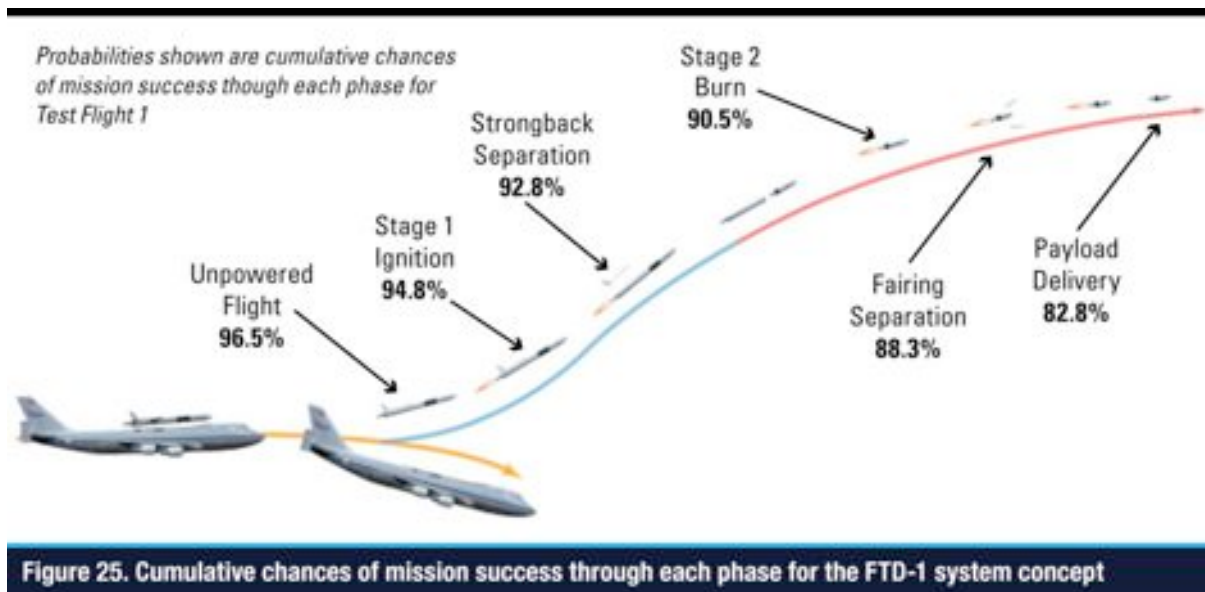 Probabilities shown are cumulative chances
of mission success though each phase for
Test Flight 1
Unpowered
Flight
96.5%
Stage 1
Ignition
94.8%
Strongback
Separation
92.8%
Stage 2
Burn
90.5%
Fairing
Separation
88.3%
Payload
Delivery
82.8%
Figure 25. Cumulative chances of mission success through each phase for the FTD-1 system concept